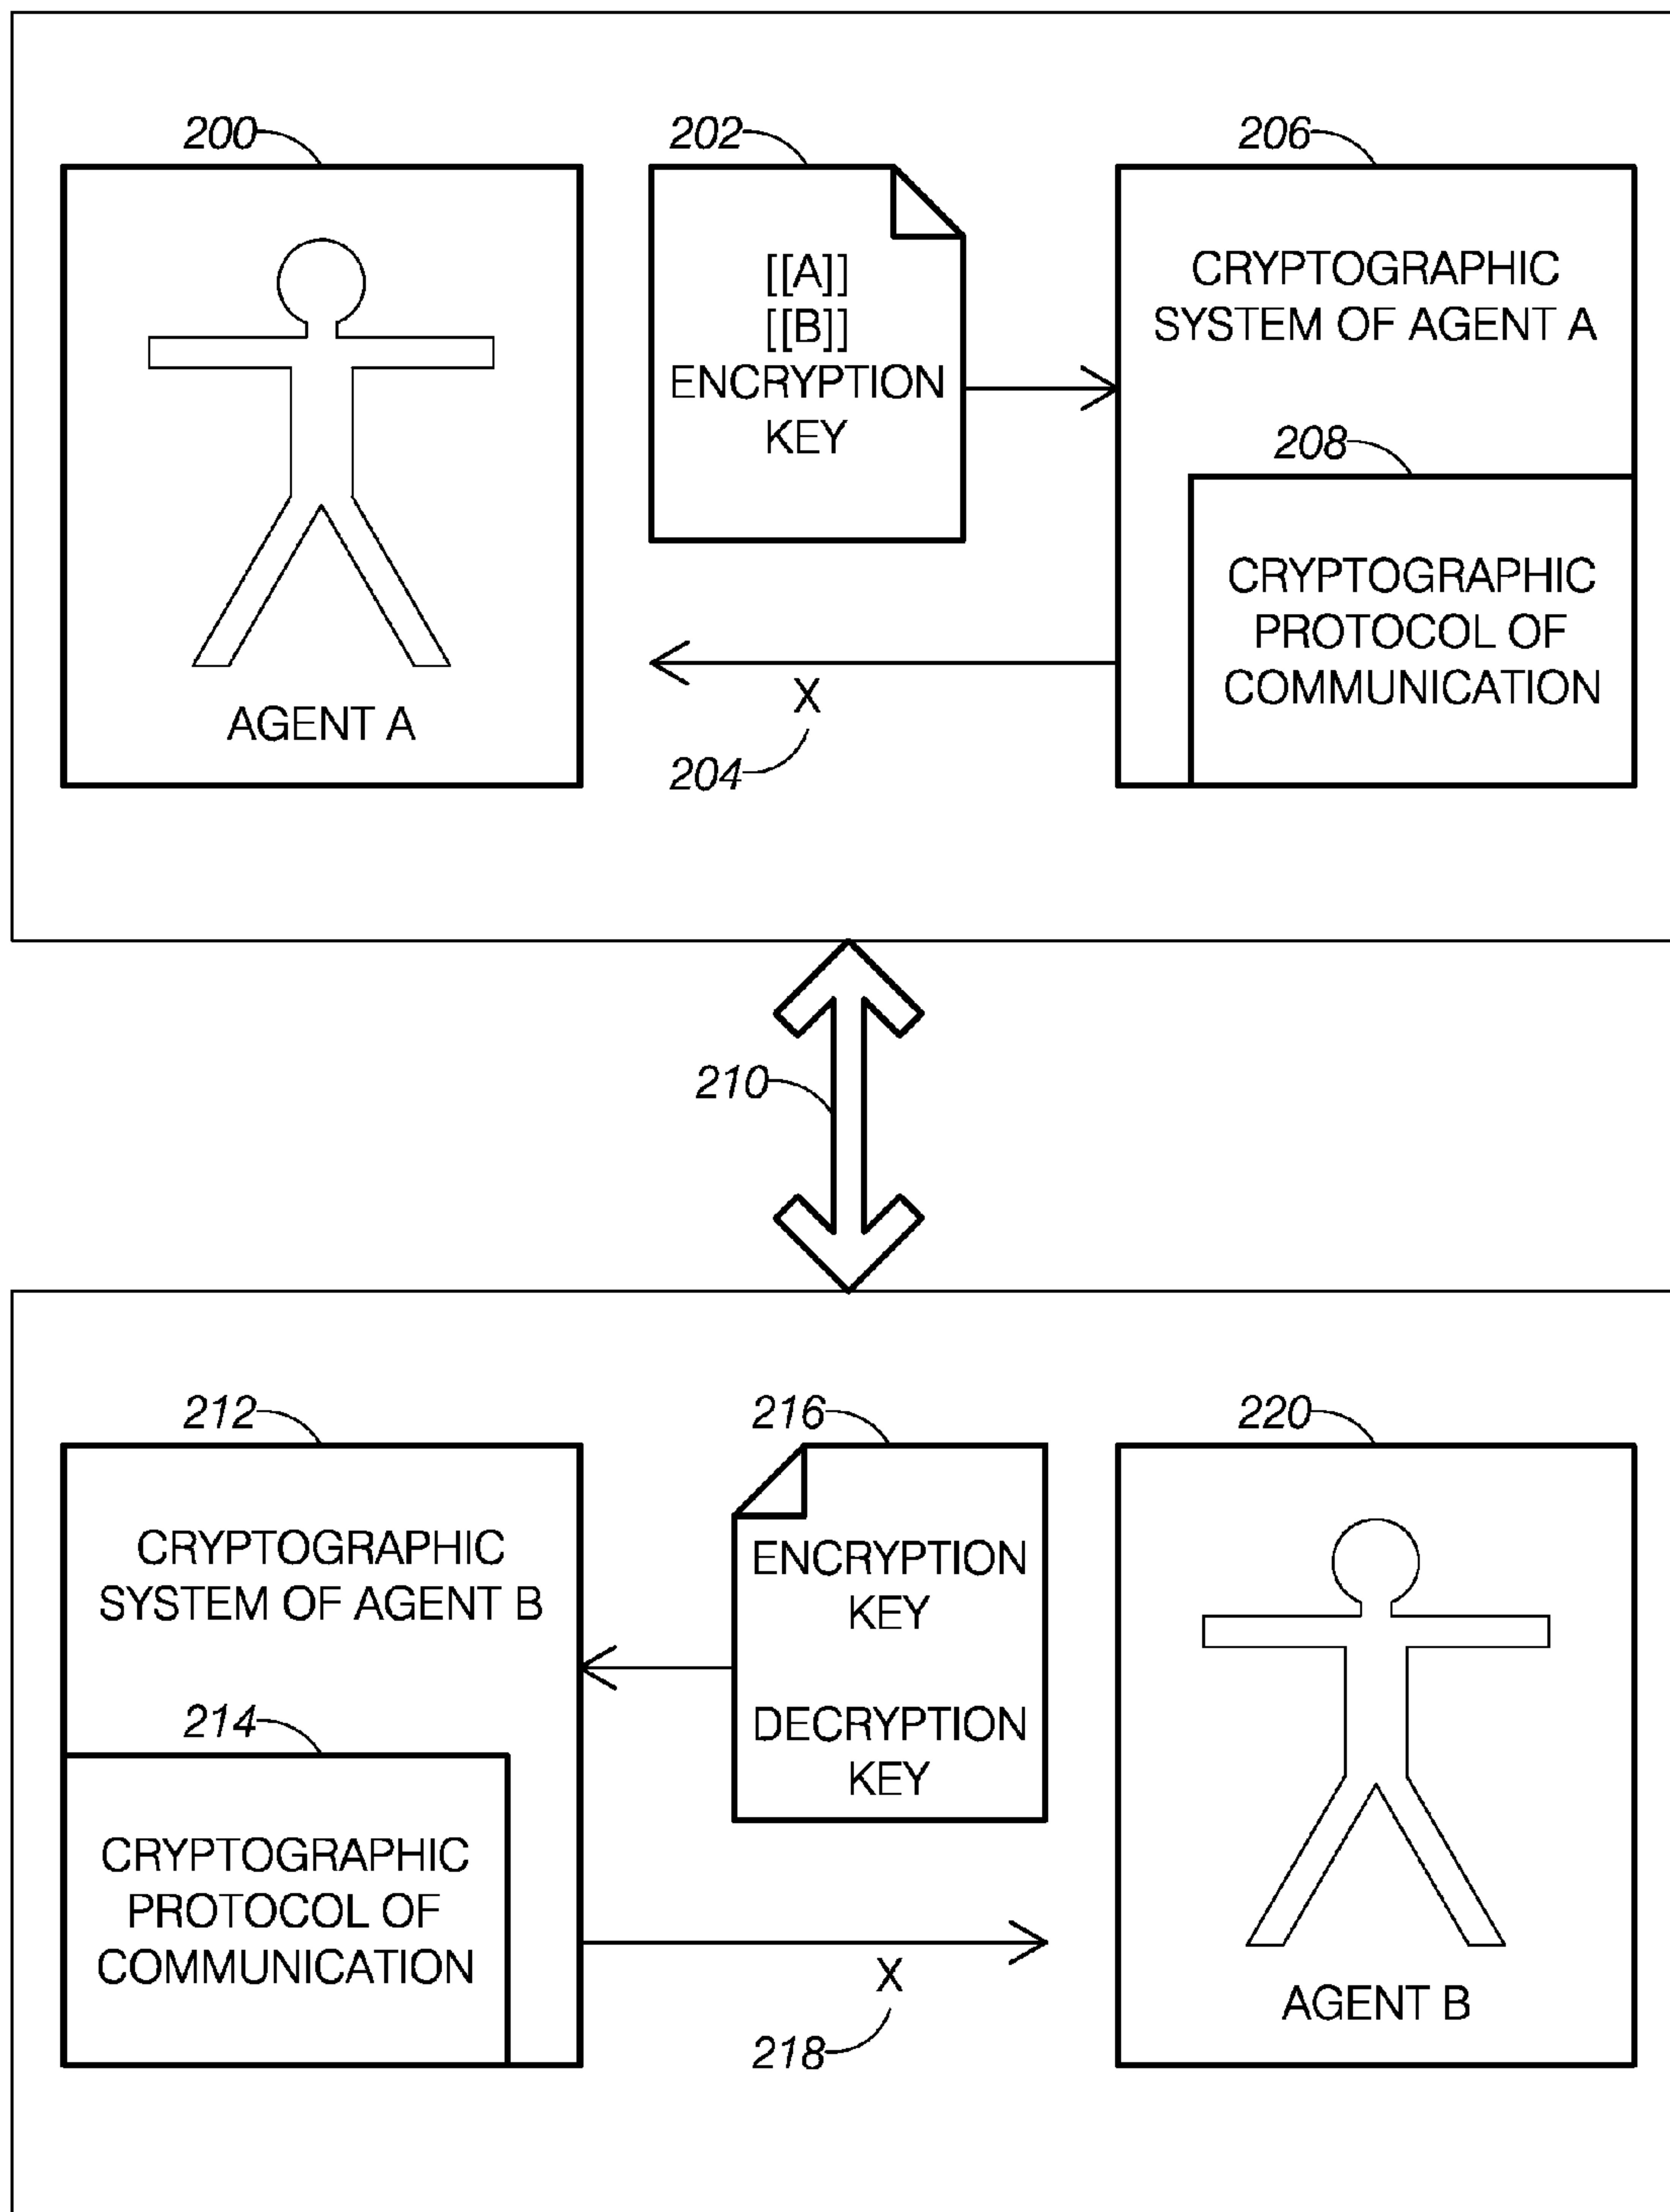 200
202
206
[[A]]
[[B]]
ENCRYPTION
KEY
CRYPTOGRAPHIC
SYSTEM OF AGENT A
208
CRYPTOGRAPHIC
PROTOCOL OF
COMMUNICATION
X
204
AGENT A
210
212
216
220
CRYPTOGRAPHIC
SYSTEM OF AGENT B
214
CRYPTOGRAPHIC
PROTOCOL OF
COMMUNICATION
ENCRYPTION
KEY
DECRYPTION
KEY
X
218
AGENT B